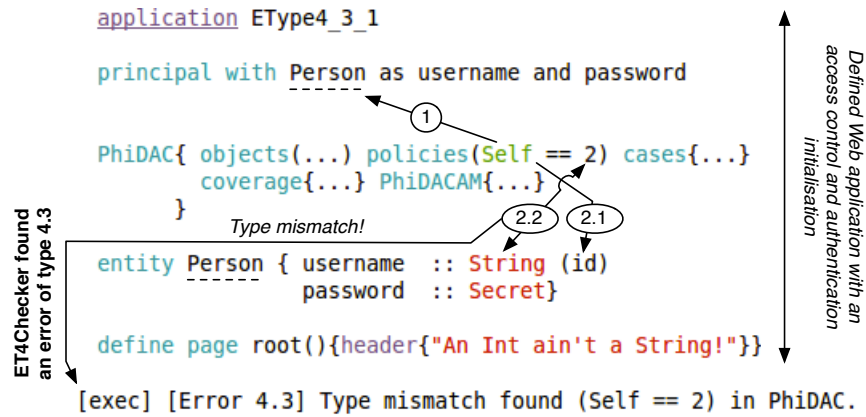 application EType4_3_1
principal with Person as username and password
1
PhiDAC{ objects(...) policies(Self == 2) cases{...}
coverage{...} PhiDACAM{...}
}
Type mismatch!
2.2
2.1
entity Person { username :: String (id)
password :: Secret}
define page root(){header{"An Int ain't a String!"}}
[exec] [Error 4.3] Type mismatch found (Self == 2) in PhiDAC.
ET4Checker found
an error of type 4.3
Defined Web application with an
access control and authentication
initialisation